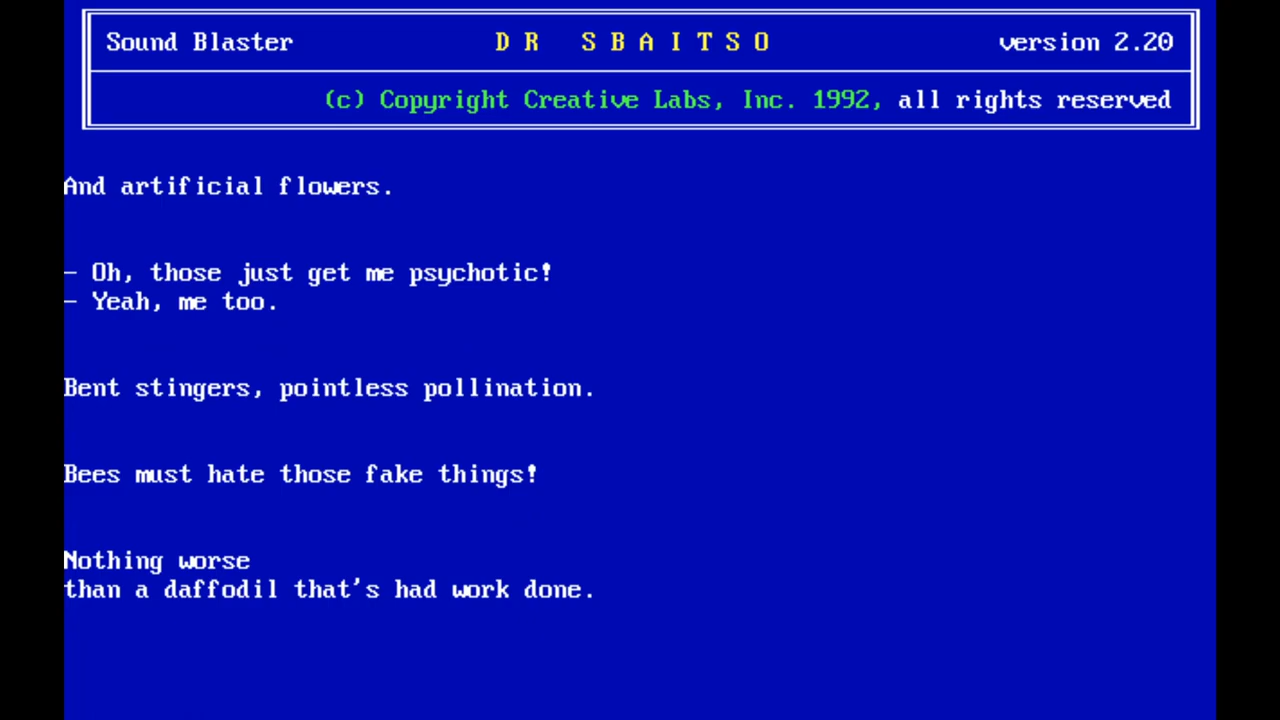 Sound Blaster DR SBAITSO version 2.20
(c) Copyright Creative Labs, Inc. 1992, all rights reserved
And artificial flowers.
- Oh, those just get me psychotic!
- Yeah, me too.
Bent stingers, pointless pollination.
Bees must hate those fake things!
Nothing worse
than a daffodil that's had work done.